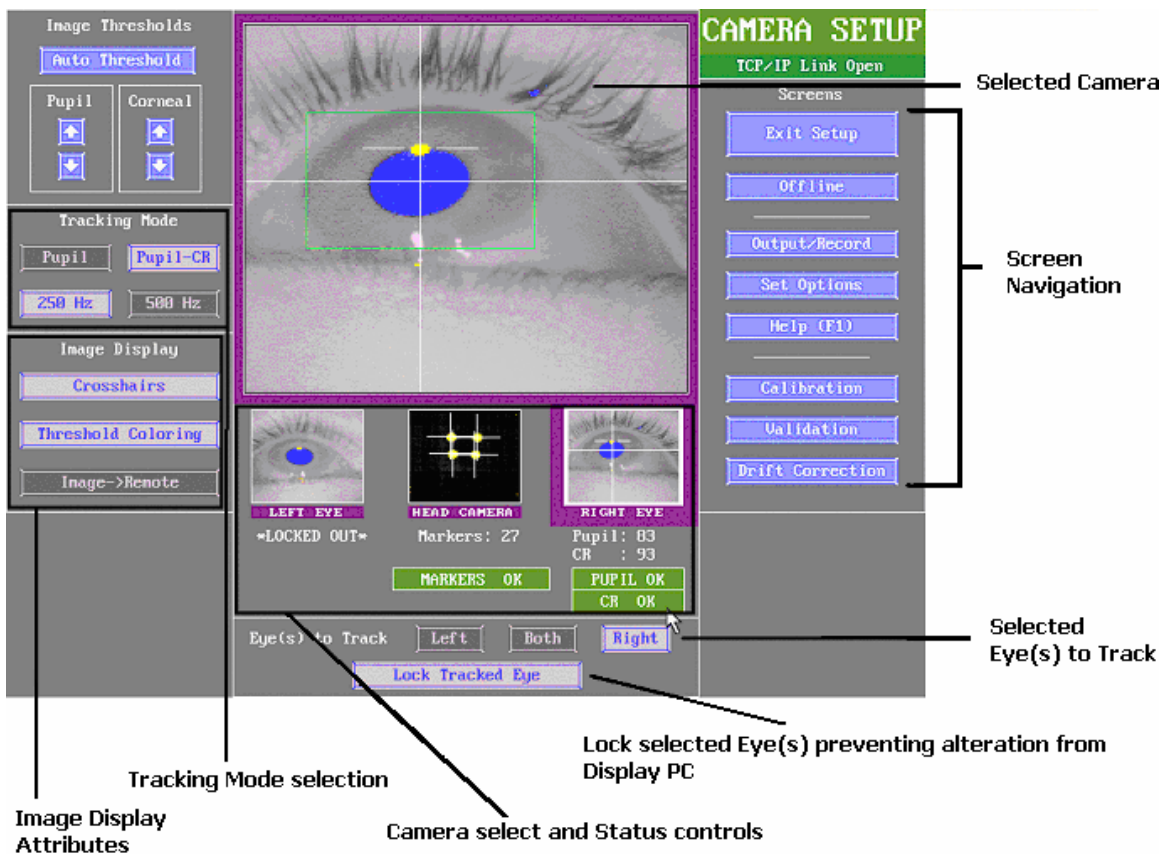 Image Thresholds
Auto Threshold
Pupil
Corneal
Tracking Mode
Pupil
Pupil-CR
250 Hz
500 Hz
Image Display
Crosshairs
Threshold Coloring
Image->Remote
LEFT EYE
HEAD CAMERA
RIGHT EYE
*LOCKED OUT*
Markers: 27
Pupil: 83
CR : 93
MARKERS OK
PUPIL OK
CR OK
Eye(s) to Track
Left
Both
Right
Lock Tracked Eye
CAMERA SETUP
TCP/IP Link Open
Screens
Exit Setup
Offline
Output/Record
Set Options
Help (F1)
Calibration
Validation
Drift Correction
Selected Camera
Screen
Navigation
Selected
Eye(s) to Track
Lock selected Eye(s) preventing alteration from
Display PC
Tracking Mode selection
Image Display
Attributes
Camera select and Status controls